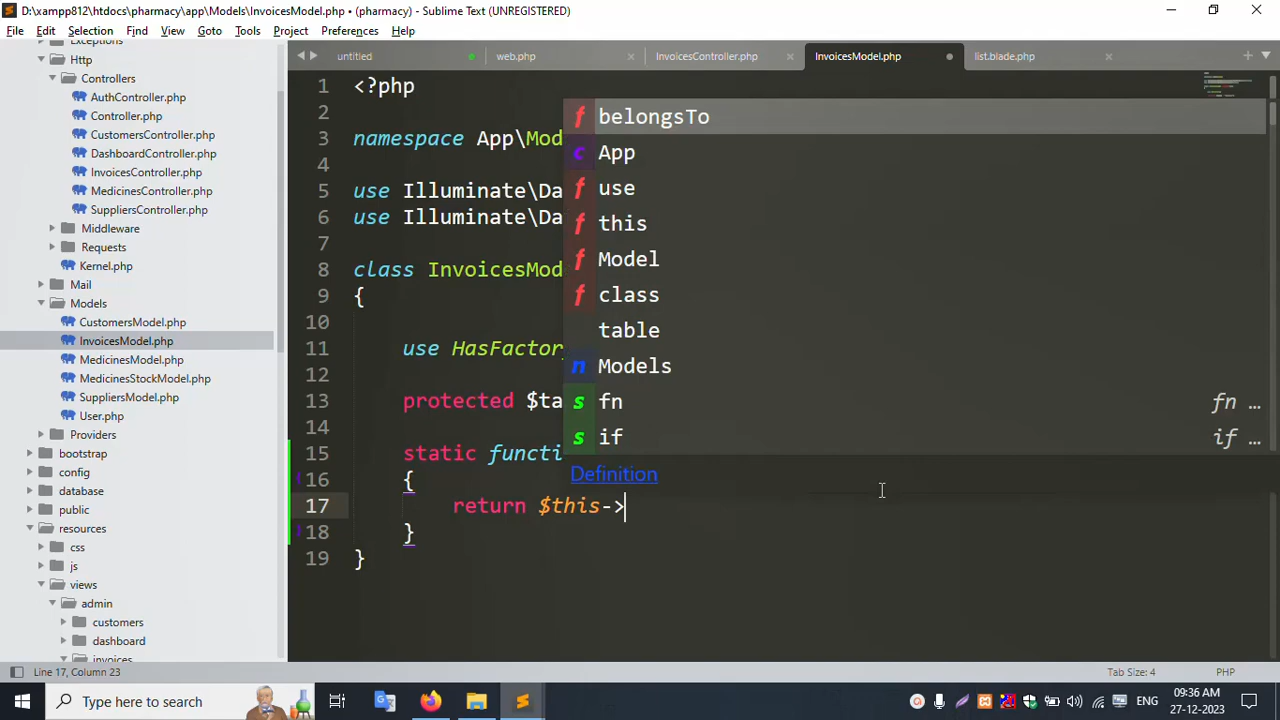 D:\xampp812\htdocs\pharmacy\app\Models\InvoicesModel.php • (pharmacy) - Sublime Text (UNREGISTERED)
File Edit Selection Find View Goto Tools Project Preferences Help
Exceptions
Http
Controllers
AuthController.php
Controller.php
CustomersController.php
DashboardController.php
InvoicesController.php
MedicinesController.php
SuppliersController.php
Middleware
Requests
Kernel.php
Mail
Models
CustomersModel.php
InvoicesModel.php
MedicinesModel.php
MedicinesStockModel.php
SuppliersModel.php
User.php
Providers
bootstrap
config
database
public
resources
css
js
views
admin
customers
dashboard
invoices
untitled web.php InvoicesController.php InvoicesModel.php list.blade.php
1 <?php
2
3 namespace App\Mod
4
5 use Illuminate\Da
6 use Illuminate\Da
7
8 class InvoicesMod
9 {
10
11 use HasFactor
12
13 protected $ta
14
15 static functi
16 {
17 return $this->
18 }
19 }
f belongsTo
c App
f use
f this
f Model
f class
table
n Models
s fn fn …
s if if …
Definition
Line 17, Column 23 Tab Size: 4 PHP
Type here to search
ENG
09:36 AM
27-12-2023